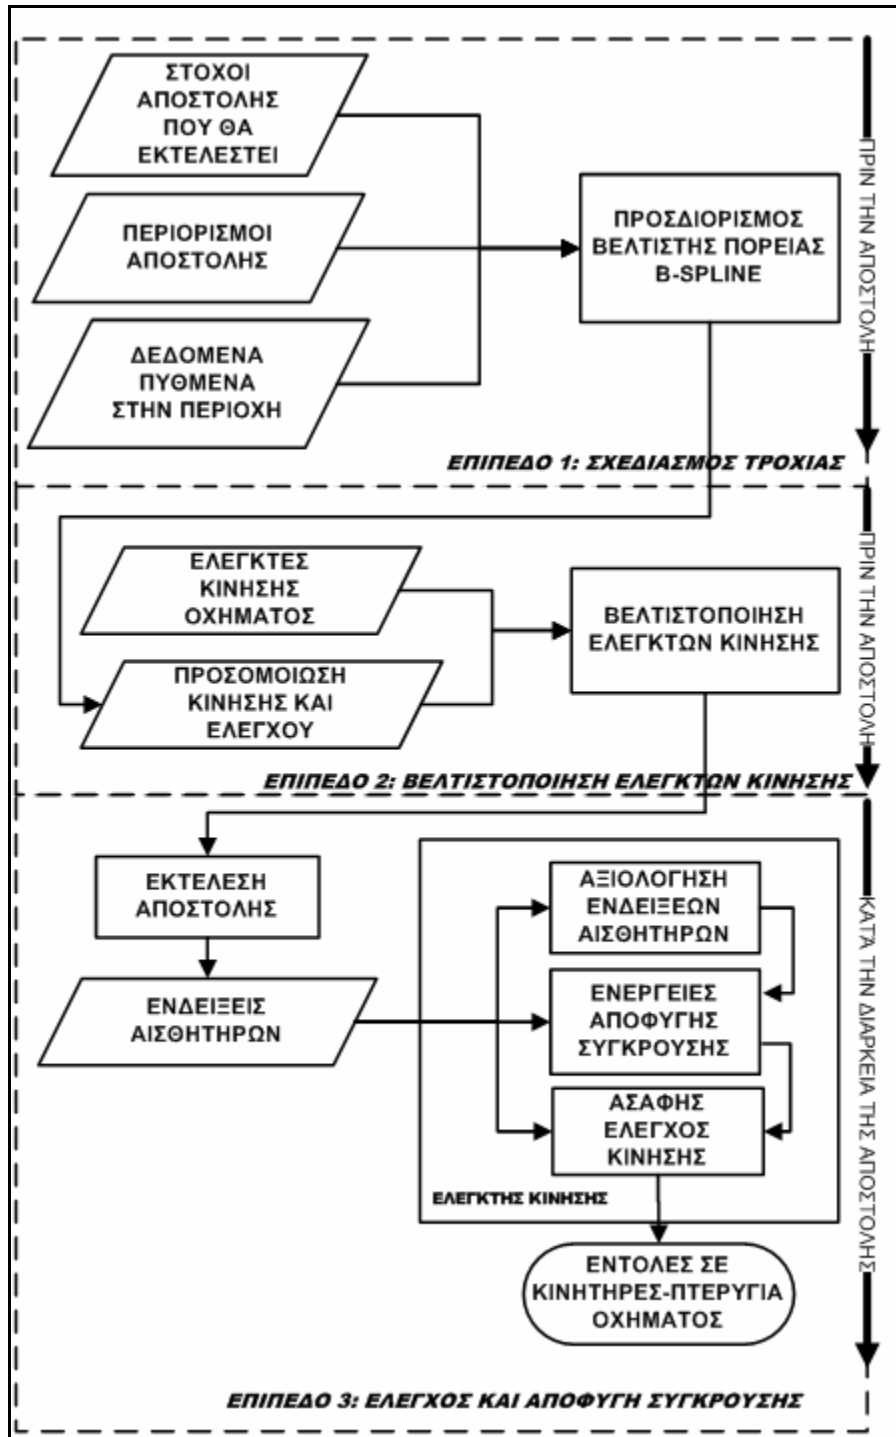 ΣΤΟΧΟΙ
ΑΠΟΣΤΟΛΗΣ
ΠΟΥ ΘΑ
ΕΚΤΕΛΕΣΤΕΙ
ΠΕΡΙΟΡΙΣΜΟΙ
ΑΠΟΣΤΟΛΗΣ
ΔΕΔΟΜΕΝΑ
ΠΥΘΜΕΝΑ
ΣΤΗΝ ΠΕΡΙΟΧΗ
ΠΡΟΣΔΙΟΡΙΣΜΟΣ
ΒΕΛΤΙΣΤΗΣ ΠΟΡΕΙΑΣ
B-SPLINE
ΠΡΙΝ ΤΗΝ ΑΠΟΣΤΟΛΗ
ΕΠΙΠΕΔΟ 1: ΣΧΕΔΙΑΣΜΟΣ ΤΡΟΧΙΑΣ
ΕΛΕΓΚΤΕΣ
ΚΙΝΗΣΗΣ
ΟΧΗΜΑΤΟΣ
ΠΡΟΣΟΜΟΙΩΣΗ
ΚΙΝΗΣΗΣ ΚΑΙ
ΕΛΕΓΧΟΥ
ΒΕΛΤΙΣΤΟΠΟΙΗΣΗ
ΕΛΕΓΚΤΩΝ ΚΙΝΗΣΗΣ
ΠΡΙΝ ΤΗΝ ΑΠΟΣΤΟΛΗ
ΕΠΙΠΕΔΟ 2: ΒΕΛΤΙΣΤΟΠΟΙΗΣΗ ΕΛΕΓΚΤΩΝ ΚΙΝΗΣΗΣ
ΕΚΤΕΛΕΣΗ
ΑΠΟΣΤΟΛΗΣ
ΕΝΔΕΙΞΕΙΣ
ΑΙΣΘΗΤΗΡΩΝ
ΑΞΙΟΛΟΓΗΣΗ
ΕΝΔΕΙΞΕΩΝ
ΑΙΣΘΗΤΗΡΩΝ
ΕΝΕΡΓΕΙΕΣ
ΑΠΟΦΥΓΗΣ
ΣΥΓΚΡΟΥΣΗΣ
ΑΣΑΦΗΣ
ΕΛΕΓΧΟΣ
ΚΙΝΗΣΗΣ
ΕΛΕΓΚΤΗΣ ΚΙΝΗΣΗΣ
ΕΝΤΟΛΕΣ ΣΕ
ΚΙΝΗΤΗΡΕΣ-ΠΤΕΡΥΓΙΑ
ΟΧΗΜΑΤΟΣ
ΚΑΤΆ ΤΗΝ ΔΙΑΡΚΕΙΑ ΤΗΣ ΑΠΟΣΤΟΛΗΣ
ΕΠΙΠΕΔΟ 3: ΕΛΕΓΧΟΣ ΚΑΙ ΑΠΟΦΥΓΗ ΣΥΓΚΡΟΥΣΗΣ